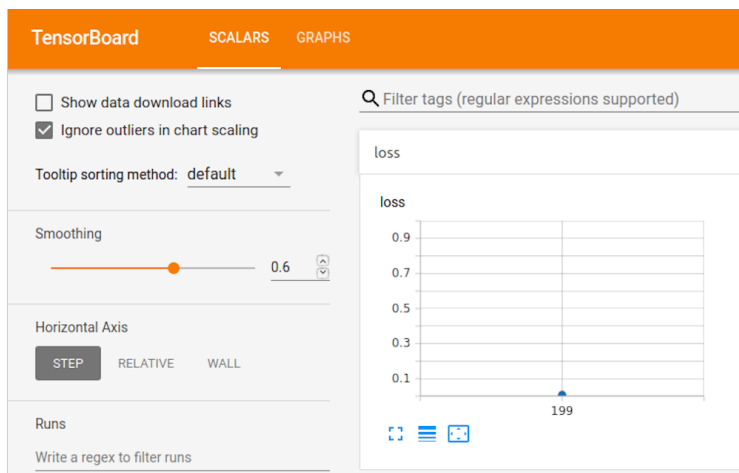 TensorBoard SCALARS GRAPHS
Show data download links
Ignore outliers in chart scaling
Tooltip sorting method: default
Smoothing
0.6
Horizontal Axis
STEP RELATIVE WALL
Runs
Write a regex to filter runs
Filter tags (regular expressions supported)
loss
loss
0.9
0.7
0.5
0.3
0.1
199